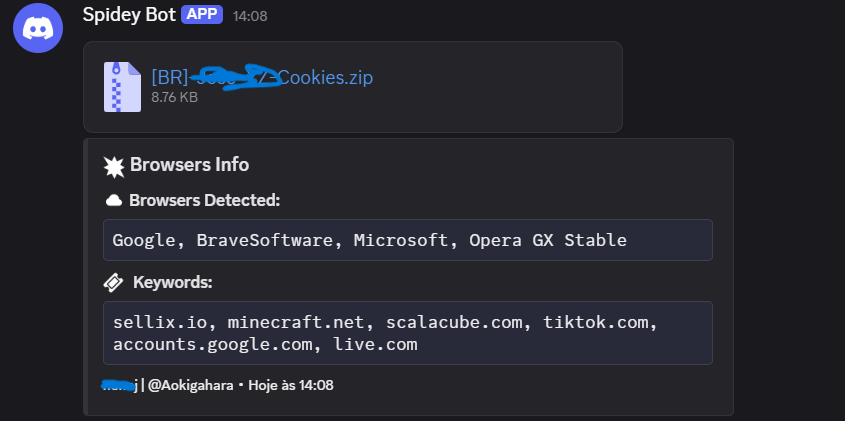 Spidey Bot APP 14:08
[BR]- -Cookies.zip
8.76 KB
Browsers Info
Browsers Detected:
Google, BraveSoftware, Microsoft, Opera GX Stable
Keywords:
sellix.io, minecraft.net, scalacube.com, tiktok.com,
accounts.google.com, live.com
| @Aokigahara • Hoje às 14:08